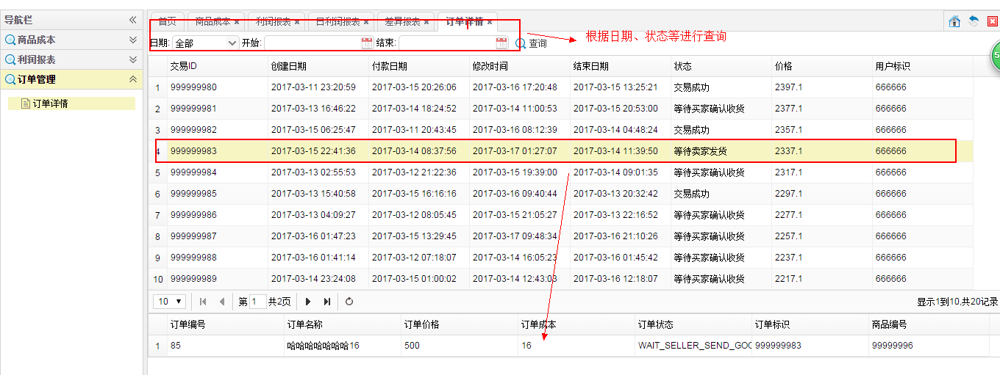 导航栏
商品成本
利润报表
订单管理
订单详情
首页 商品成本 利润报表 日利润报表 差异报表 订单详情
日期: 全部 开始: 结束: 查询
根据日期、状态等进行查询
5
交易ID 创建日期 付款日期 修改时间 结束日期 状态 价格 用户标识
1 999999980 2017-03-11 23:20:59 2017-03-15 20:26:06 2017-03-16 17:20:48 2017-03-15 13:25:21 交易成功 2397.1 666666
2 999999981 2017-03-13 16:46:22 2017-03-14 18:24:52 2017-03-14 11:00:53 2017-03-15 20:53:00 等待买家确认收货 2377.1 666666
3 999999982 2017-03-15 06:25:47 2017-03-11 20:43:45 2017-03-16 08:12:39 2017-03-14 04:48:24 交易成功 2357.1 666666
4 999999983 2017-03-15 22:41:36 2017-03-14 08:37:56 2017-03-17 01:27:07 2017-03-14 11:39:50 等待卖家发货 2337.1 666666
5 999999984 2017-03-13 02:55:53 2017-03-12 21:22:36 2017-03-15 19:39:00 2017-03-14 09:01:35 等待买家确认收货 2317.1 666666
6 999999985 2017-03-13 15:40:58 2017-03-15 16:16:16 2017-03-16 09:40:44 2017-03-13 20:32:42 交易成功 2297.1 666666
7 999999986 2017-03-13 04:09:27 2017-03-12 08:05:45 2017-03-15 21:05:27 2017-03-13 22:16:52 等待买家确认收货 2277.1 666666
8 999999987 2017-03-16 01:47:23 2017-03-15 13:29:45 2017-03-17 09:48:34 2017-03-16 21:10:26 等待买家确认收货 2257.1 666666
9 999999988 2017-03-16 01:41:14 2017-03-12 07:18:07 2017-03-14 16:05:23 2017-03-16 01:45:42 等待买家确认收货 2237.1 666666
10 999999989 2017-03-14 23:24:08 2017-03-15 01:00:02 2017-03-14 12:43:03 2017-03-16 12:18:07 等待买家确认收货 2217.1 666666
10 第 1 共2页 显示1到10,共20记录
订单编号 订单名称 订单价格 订单成本 订单状态 订单标识 商品编号
1 85 哈哈哈哈哈哈哈16 500 16 WAIT_SELLER_SEND_GOO 999999983 99999996